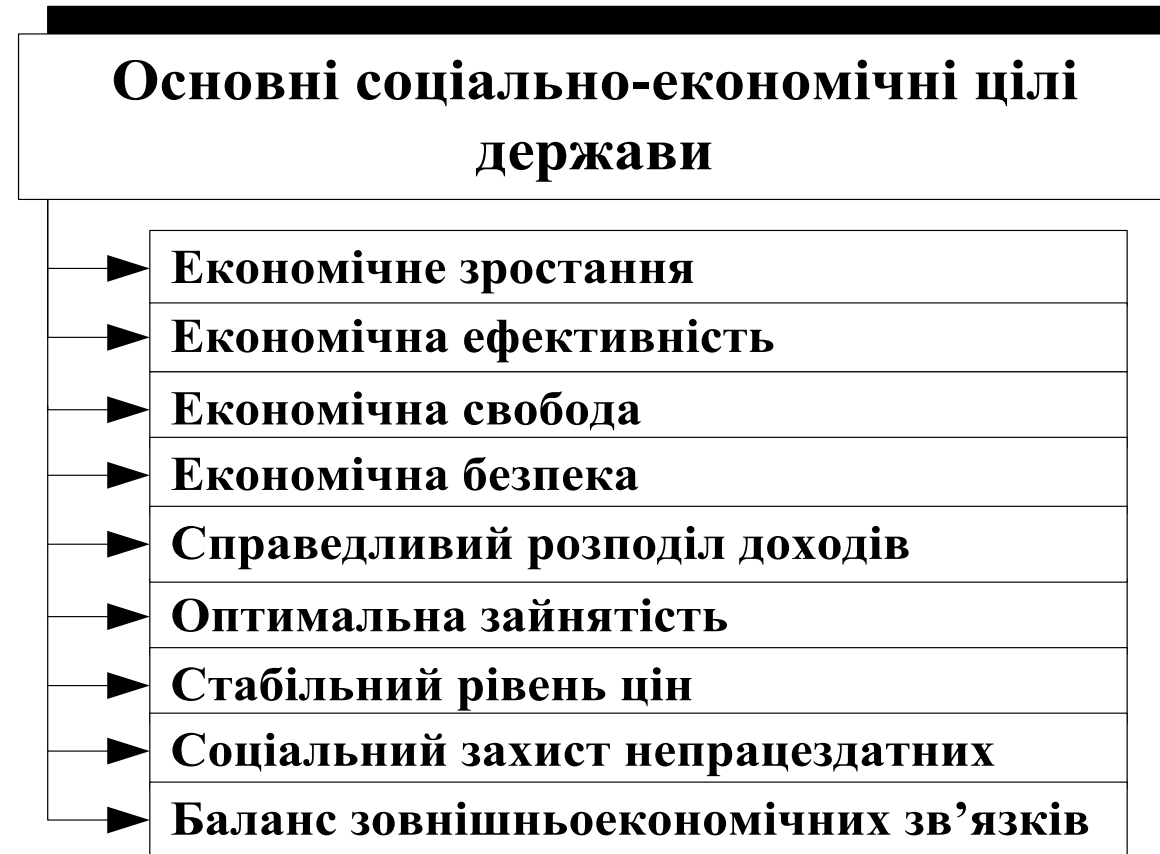 Основні соціально-економічні цілі
держави
Економічне зростання
Економічна ефективність
Економічна свобода
Економічна безпека
Справедливий розподіл доходів
Оптимальна зайнятість
Стабільний рівень цін
Соціальний захист непрацездатних
Баланс зовнішньоекономічних зв’язків